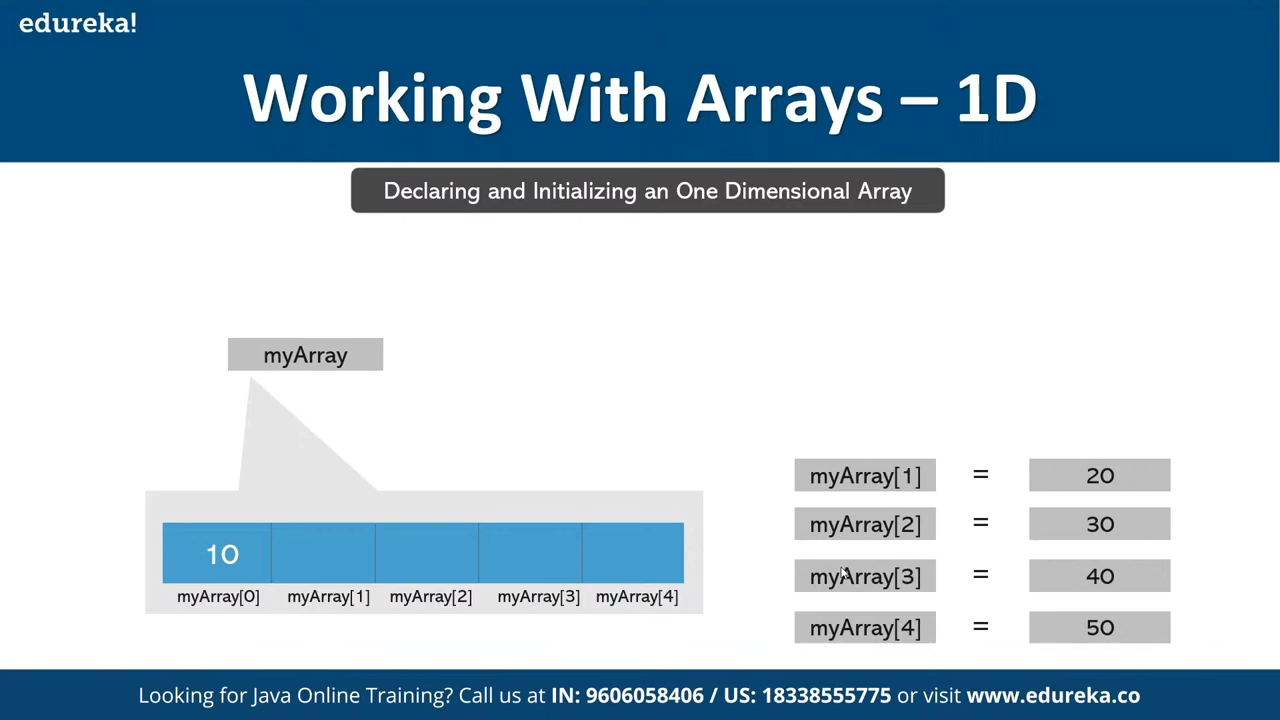 edureka!
Working With Arrays – 1D
Declaring and Initializing an One Dimensional Array
myArray
10
myArray[0] myArray[1] myArray[2] myArray[3] myArray[4]
myArray[1] = 20
myArray[2] = 30
myArray[3] = 40
myArray[4] = 50
Looking for Java Online Training? Call us at IN: 9606058406 / US: 18338555775 or visit www.edureka.co